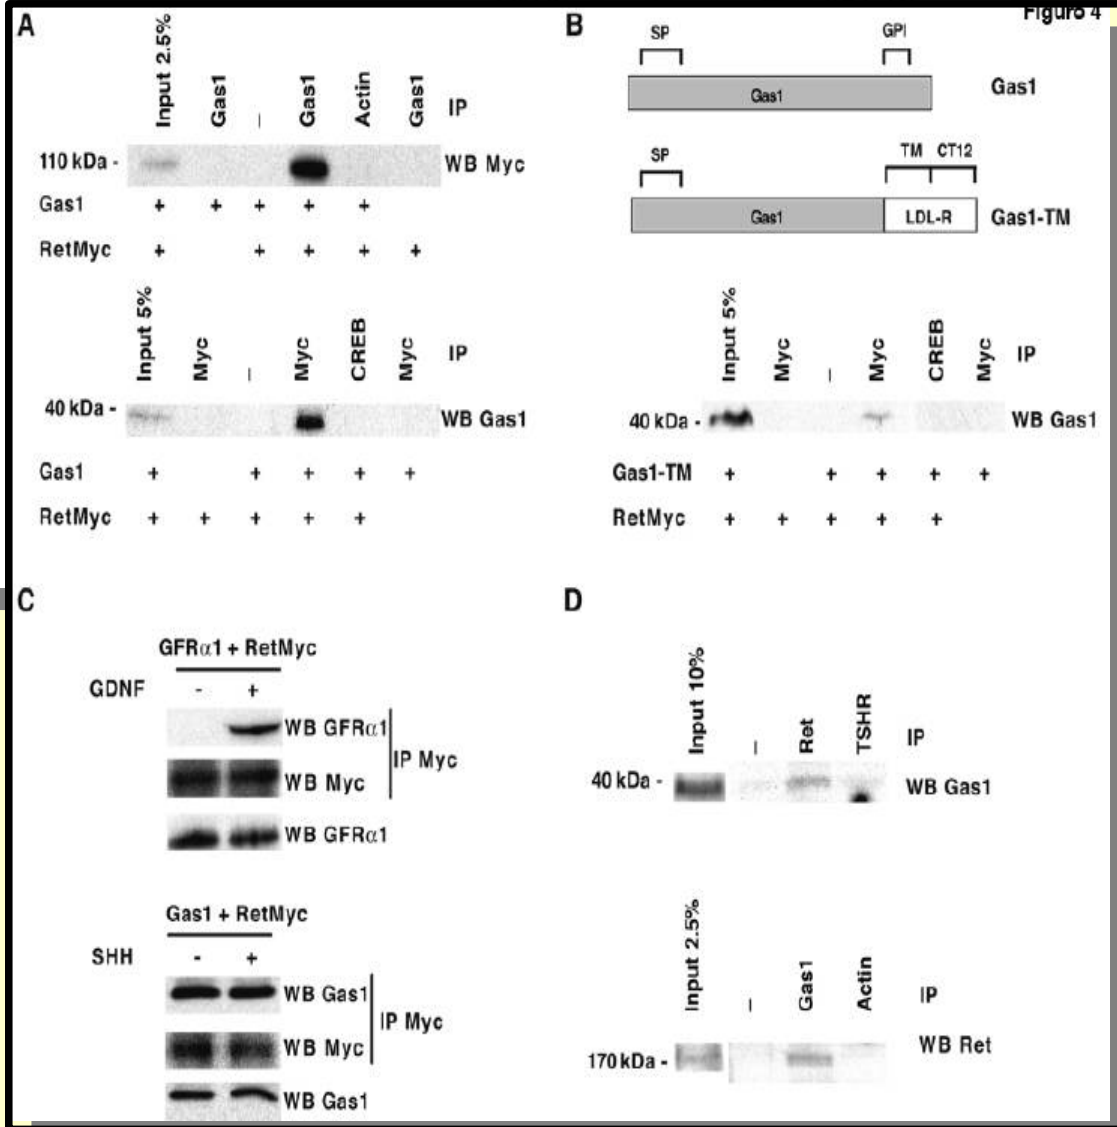 Figure 4
A
Input 2.5% Gas1 – Gas1 Actin Gas1 IP
110 kDa - WB Myc
Gas1 + + + + +
RetMyc + + + + +
Input 5% Myc – Myc CREB Myc IP
40 kDa - WB Gas1
Gas1 + + + + +
RetMyc + + + + +
B
SP GPI
Gas1 Gas1
SP TM CT12
Gas1 LDL-R Gas1-TM
Input 5% Myc – Myc CREB Myc IP
40 kDa - WB Gas1
Gas1-TM + + + + +
RetMyc + + + + +
C
GFRα1 + RetMyc
GDNF - +
WB GFRα1
IP Myc
WB Myc
WB GFRα1
Gas1 + RetMyc
SHH - +
WB Gas1
IP Myc
WB Myc
WB Gas1
D
Input 10% – Ret TSHR IP
40 kDa - WB Gas1
Input 2.5% – Gas1 Actin IP
WB Ret
170 kDa -